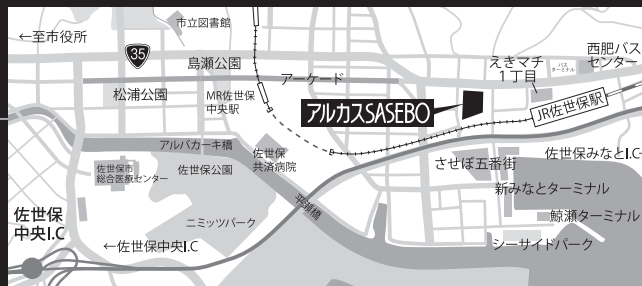 市立図書館
←至市役所
35
島瀬公園
アーケード
えきマチ
1丁目
バス
ターミナル
西肥バス
センター
松浦公園
MR佐世保
中央駅
アルカスSASEBO
JR佐世保駅
アルバカーキ橋
佐世保
共済病院
させぼ五番街
佐世保みなとI.C
佐世保市
総合医療センター
佐世保公園
新みなとターミナル
佐世保
中央I.C
ニミッツパーク
平瀬橋
鯨瀬ターミナル
←佐世保中央I.C
シーサイドパーク